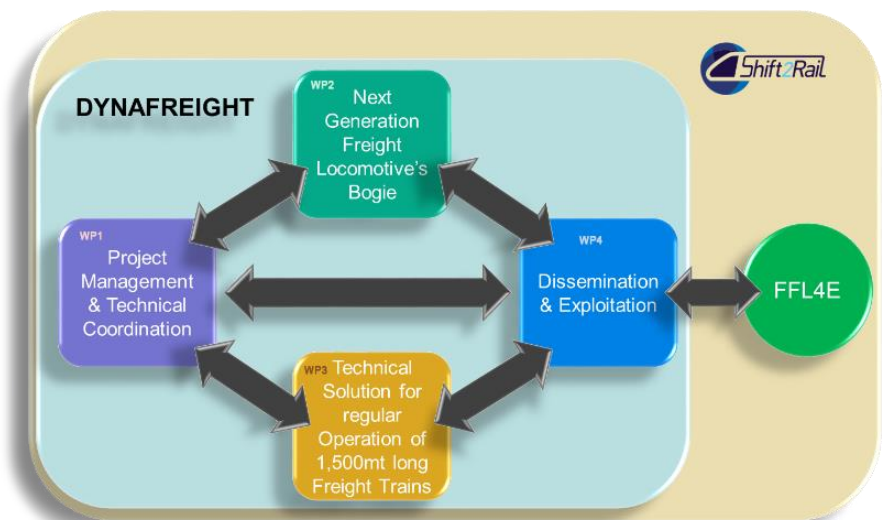 DYNAFREIGHT
Shift2Rail
WP2
Next
Generation
Freight
Locomotive's
Bogie
WP1
Project
Management
& Technical
Coordination
WP4
Dissemination
& Exploitation
FFL4E
WP3 Technical
Solution for
regular
Operation of
1,500mt long
Freight Trains